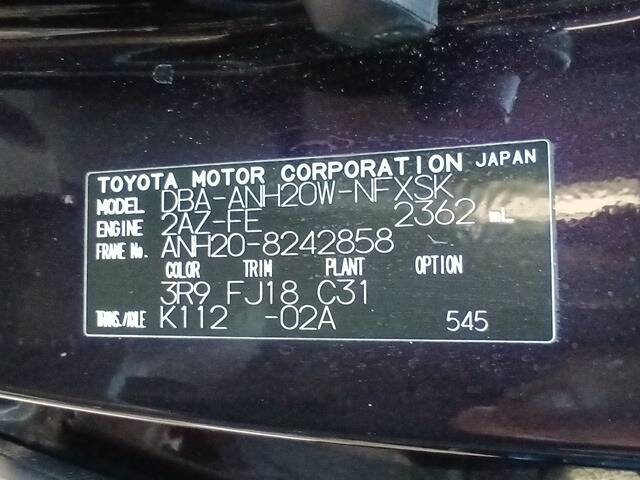 TOYOTA MOTOR CORPORATION JAPAN
MODEL DBA-ANH20W-NFXSK
ENGINE 2AZ-FE 2362 mL
FRAME No. ANH20-8242858
COLOR TRIM PLANT OPTION
3R9 FJ18 C31
TRANS./AXLE K112 -02A 545